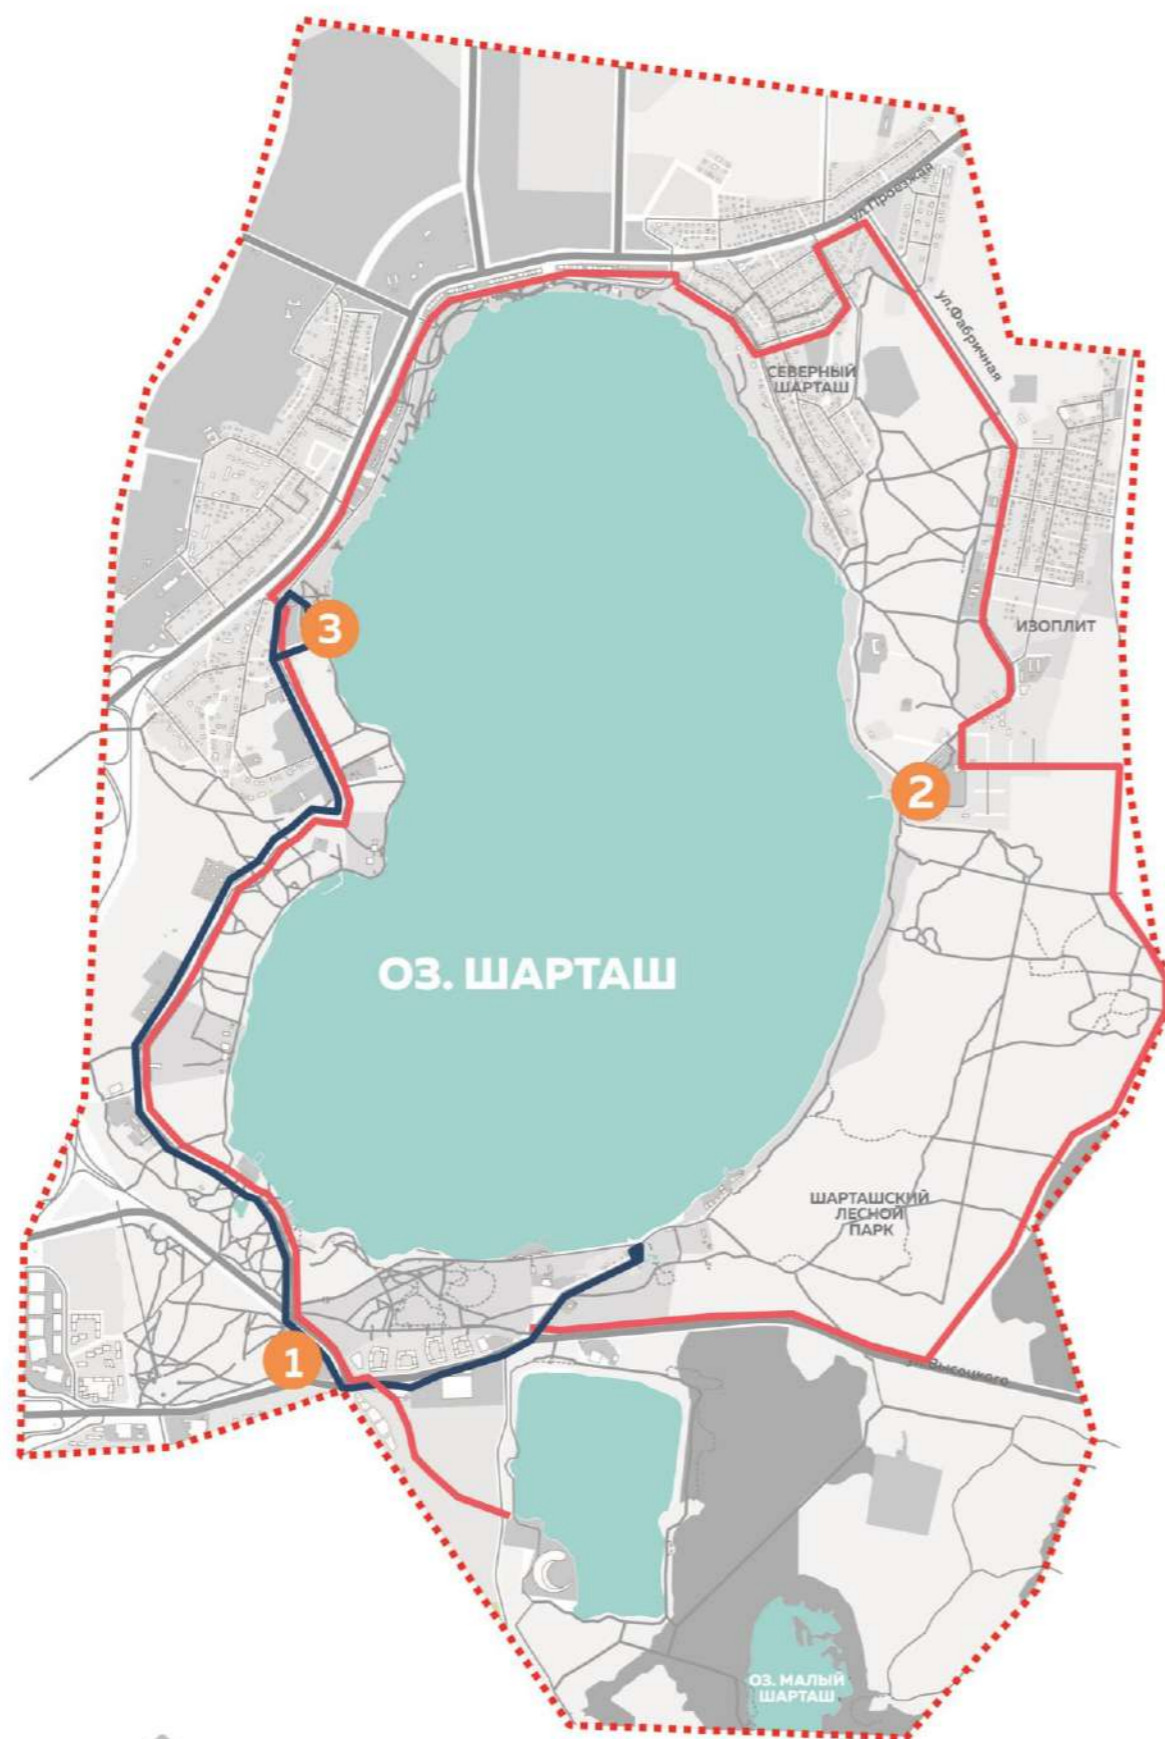 ул.Проезжая
ул.Фабричная
СЕВЕРНЫЙ
ШАРТАШ
3
ИЗОПЛИТ
2
ОЗ. ШАРТАШ
ШАРТАШСКИЙ
ЛЕСНОЙ
ПАРК
1
ул.Высоцкого
ОЗ. МАЛЫЙ
ШАРТАШ